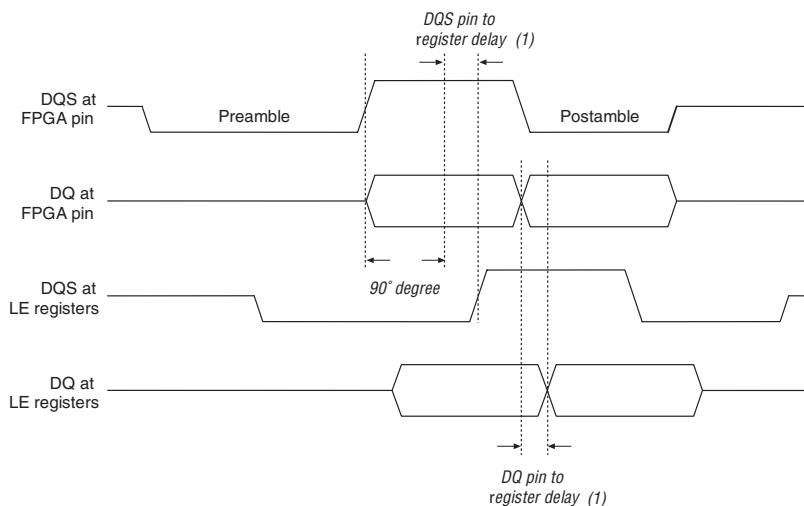 DQS pin to
register delay (1)
DQS at
FPGA pin
Preamble
Postamble
DQ at
FPGA pin
90° degree
DQS at
LE registers
DQ at
LE registers
DQ pin to
register delay (1)